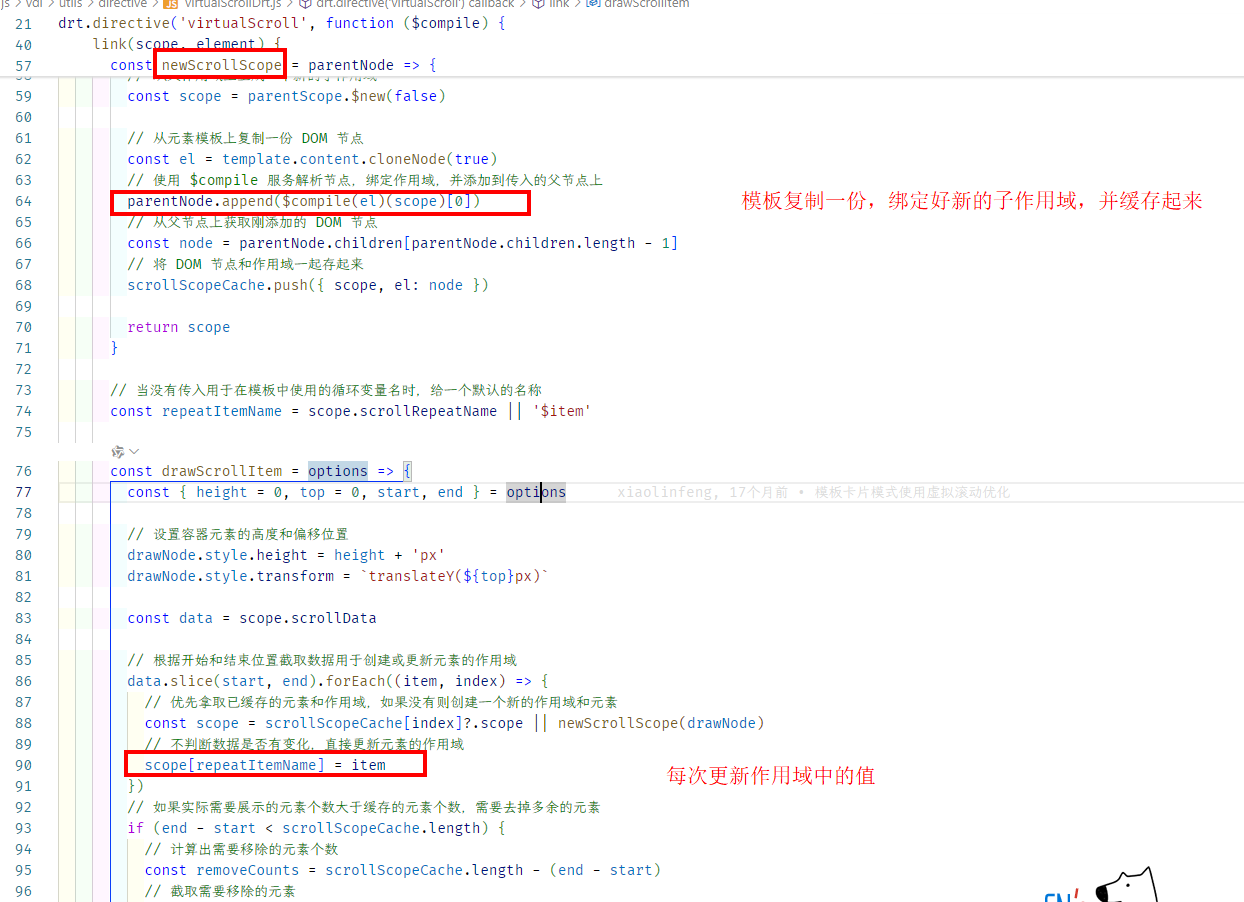 js > vdi > utils > directive > JS virtualScrollDrt.js > drt.directive('virtualScroll') callback > link > drawScrollItem
21 drt.directive('virtualScroll', function ($compile) {
40 link(scope, element) {
57 const newScrollScope = parentNode => {
59 const scope = parentScope.$new(false)
60
61 // 从元素模板上复制一份 DOM 节点
62 const el = template.content.cloneNode(true)
63 // 使用 $compile 服务解析节点，绑定作用域，并添加到传入的父节点上
64 parentNode.append($compile(el)(scope)[0])
模板复制一份，绑定好新的子作用域，并缓存起来
65 // 从父节点上获取刚添加的 DOM 节点
66 const node = parentNode.children[parentNode.children.length - 1]
67 // 将 DOM 节点和作用域一起存起来
68 scrollScopeCache.push({ scope, el: node })
69
70 return scope
71 }
72
73 // 当没有传入用于在模板中使用的循环变量名时，给一个默认的名称
74 const repeatItemName = scope.scrollRepeatName || '$item'
75
76 const drawScrollItem = options => {
77 const { height = 0, top = 0, start, end } = options xiaolinfeng, 17个月前 • 模板卡片模式使用虚拟滚动优化
78
79 // 设置容器元素的高度和偏移位置
80 drawNode.style.height = height + 'px'
81 drawNode.style.transform = `translateY(${top}px)`
82
83 const data = scope.scrollData
84
85 // 根据开始和结束位置截取数据用于创建或更新元素的作用域
86 data.slice(start, end).forEach((item, index) => {
87 // 优先拿取已缓存的元素和作用域，如果没有则创建一个新的作用域和元素
88 const scope = scrollScopeCache[index]?.scope || newScrollScope(drawNode)
89 // 不判断数据是否有变化，直接更新元素的作用域
90 scope[repeatItemName] = item
每次更新作用域中的值
91 })
92 // 如果实际需要展示的元素个数大于缓存的元素个数，需要去掉多余的元素
93 if (end - start < scrollScopeCache.length) {
94 // 计算出需要移除的元素个数
95 const removeCounts = scrollScopeCache.length - (end - start)
96 // 截取需要移除的元素